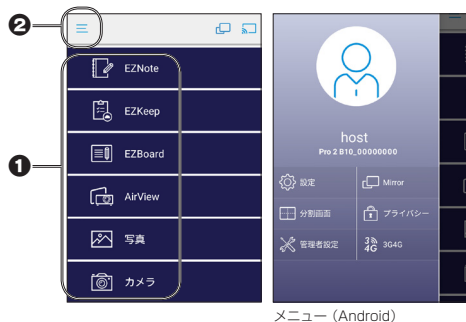 ❷
❶
EZNote
EZKeep
EZBoard
AirView
写真
カメラ
host
Pro 2 B10_00000000
設定
Mirror
分割画面
プライバシー
管理者設定
3G4G
3G
4G
メニュー（Android）